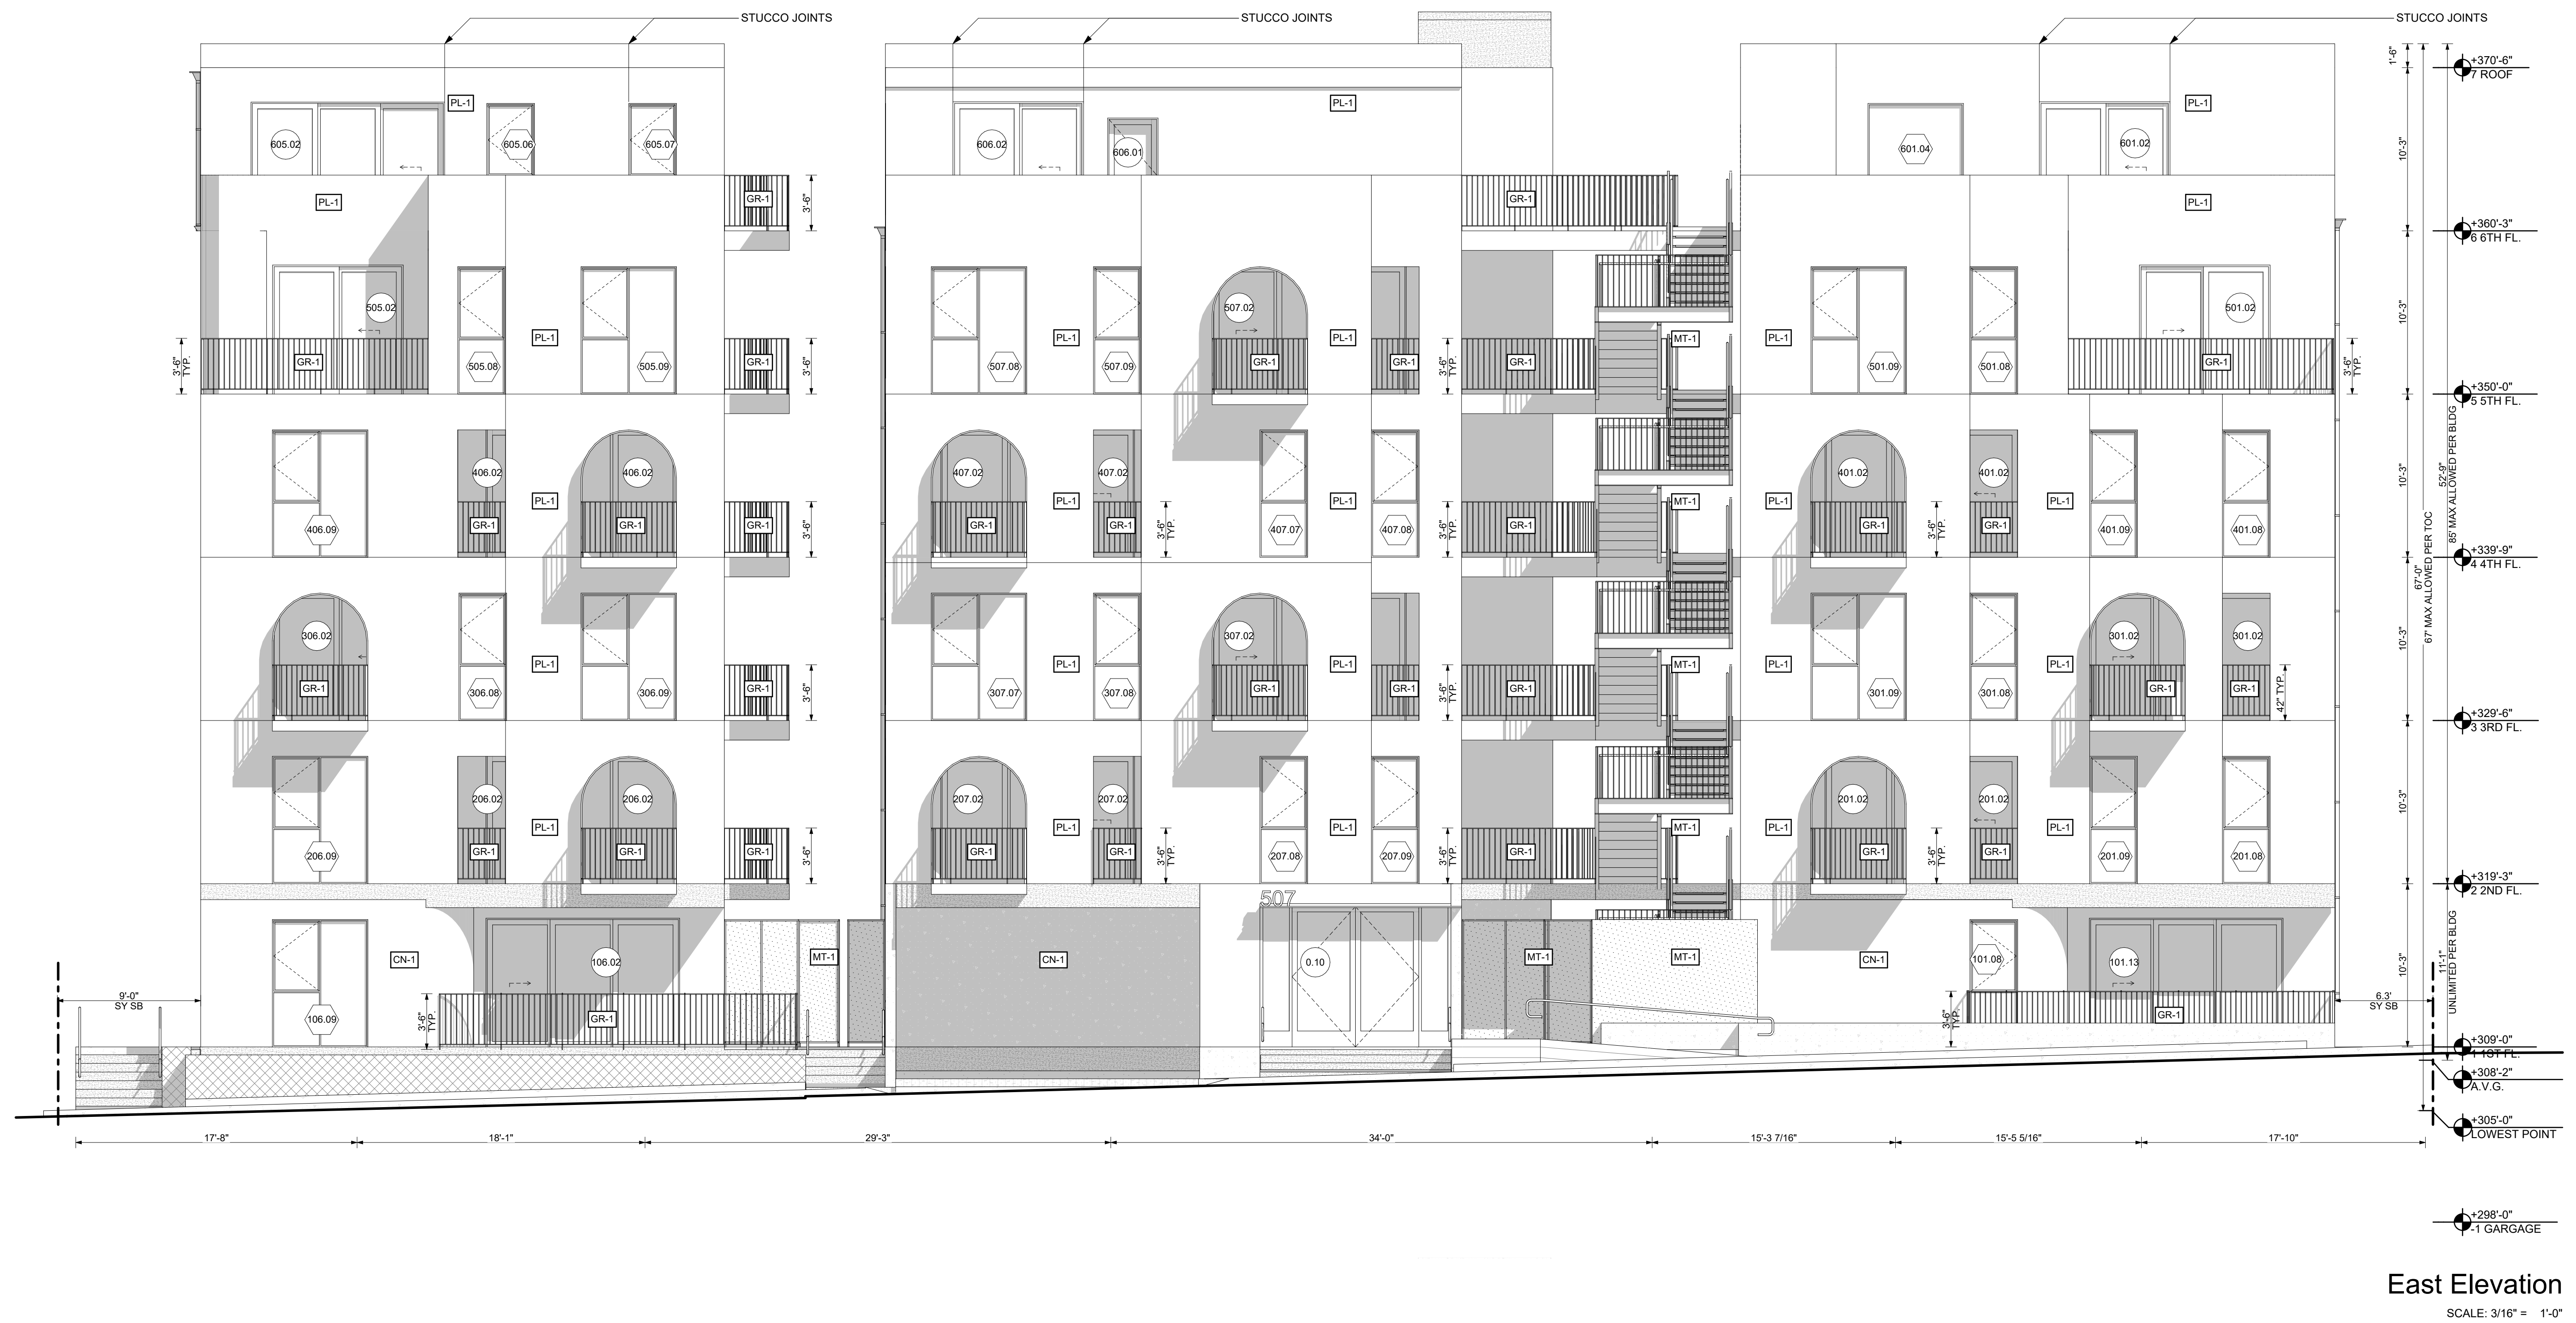 STUCCO JOINTS
STUCCO JOINTS
STUCCO JOINTS
1'-6"
+370'-6"
7 ROOF
PL-1
PL-1
PL-1
605.02
605.06
605.07
606.02
606.01
601.04
601.02
10'-3"
PL-1
GR-1
3'-6"
GR-1
PL-1
+360'-3"
6 6TH FL.
505.02
507.02
501.02
10'-3"
PL-1
PL-1
PL-1
MT-1
PL-1
3'-6"
TYP.
GR-1
505.08
505.09
GR-1
3'-6"
507.08
507.09
GR-1
GR-1
3'-6"
TYP.
GR-1
501.09
501.08
GR-1
3'-6"
TYP.
+350'-0"
5 5TH FL.
406.02
406.02
407.02
407.02
401.02
401.02
10'-3"
52'-9"
85' MAX ALLOWED PER BLDG
PL-1
PL-1
PL-1
MT-1
PL-1
PL-1
406.09
GR-1
GR-1
GR-1
3'-6"
GR-1
GR-1
3'-6"
TYP.
407.07
407.08
3'-6"
TYP.
GR-1
GR-1
3'-6"
TYP.
GR-1
401.09
401.08
+339'-9"
4 4TH FL.
67'-0"
67' MAX ALLOWED PER TOC
306.02
307.02
301.02
301.02
10'-3"
PL-1
PL-1
PL-1
MT-1
PL-1
PL-1
GR-1
306.08
306.09
GR-1
3'-6"
307.07
307.08
GR-1
GR-1
3'-6"
TYP.
GR-1
301.09
301.08
GR-1
GR-1
42" TYP.
+329'-6"
3 3RD FL.
206.02
206.02
207.02
207.02
201.02
201.02
10'-3"
PL-1
PL-1
PL-1
MT-1
PL-1
PL-1
206.09
GR-1
GR-1
GR-1
3'-6"
GR-1
GR-1
3'-6"
TYP.
207.08
207.09
3'-6"
TYP.
GR-1
GR-1
3'-6"
TYP.
GR-1
201.09
201.08
+319'-3"
2 2ND FL.
507
CN-1
106.02
MT-1
CN-1
0.10
MT-1
MT-1
CN-1
101.08
101.13
10'-3"
11'-1"
UNLIMITED PER BLDG
9'-0"
SY SB
6.3'
SY SB
106.09
3'-6"
TYP.
GR-1
3'-6"
TYP.
GR-1
+309'-0"
1 1ST FL.
+308'-2"
A.V.G.
+305'-0"
LOWEST POINT
17'-8"
18'-1"
29'-3"
34'-0"
15'-3 7/16"
15'-5 5/16"
17'-10"
+298'-0"
-1 GARGAGE
East Elevation
SCALE: 3/16" = 1'-0"